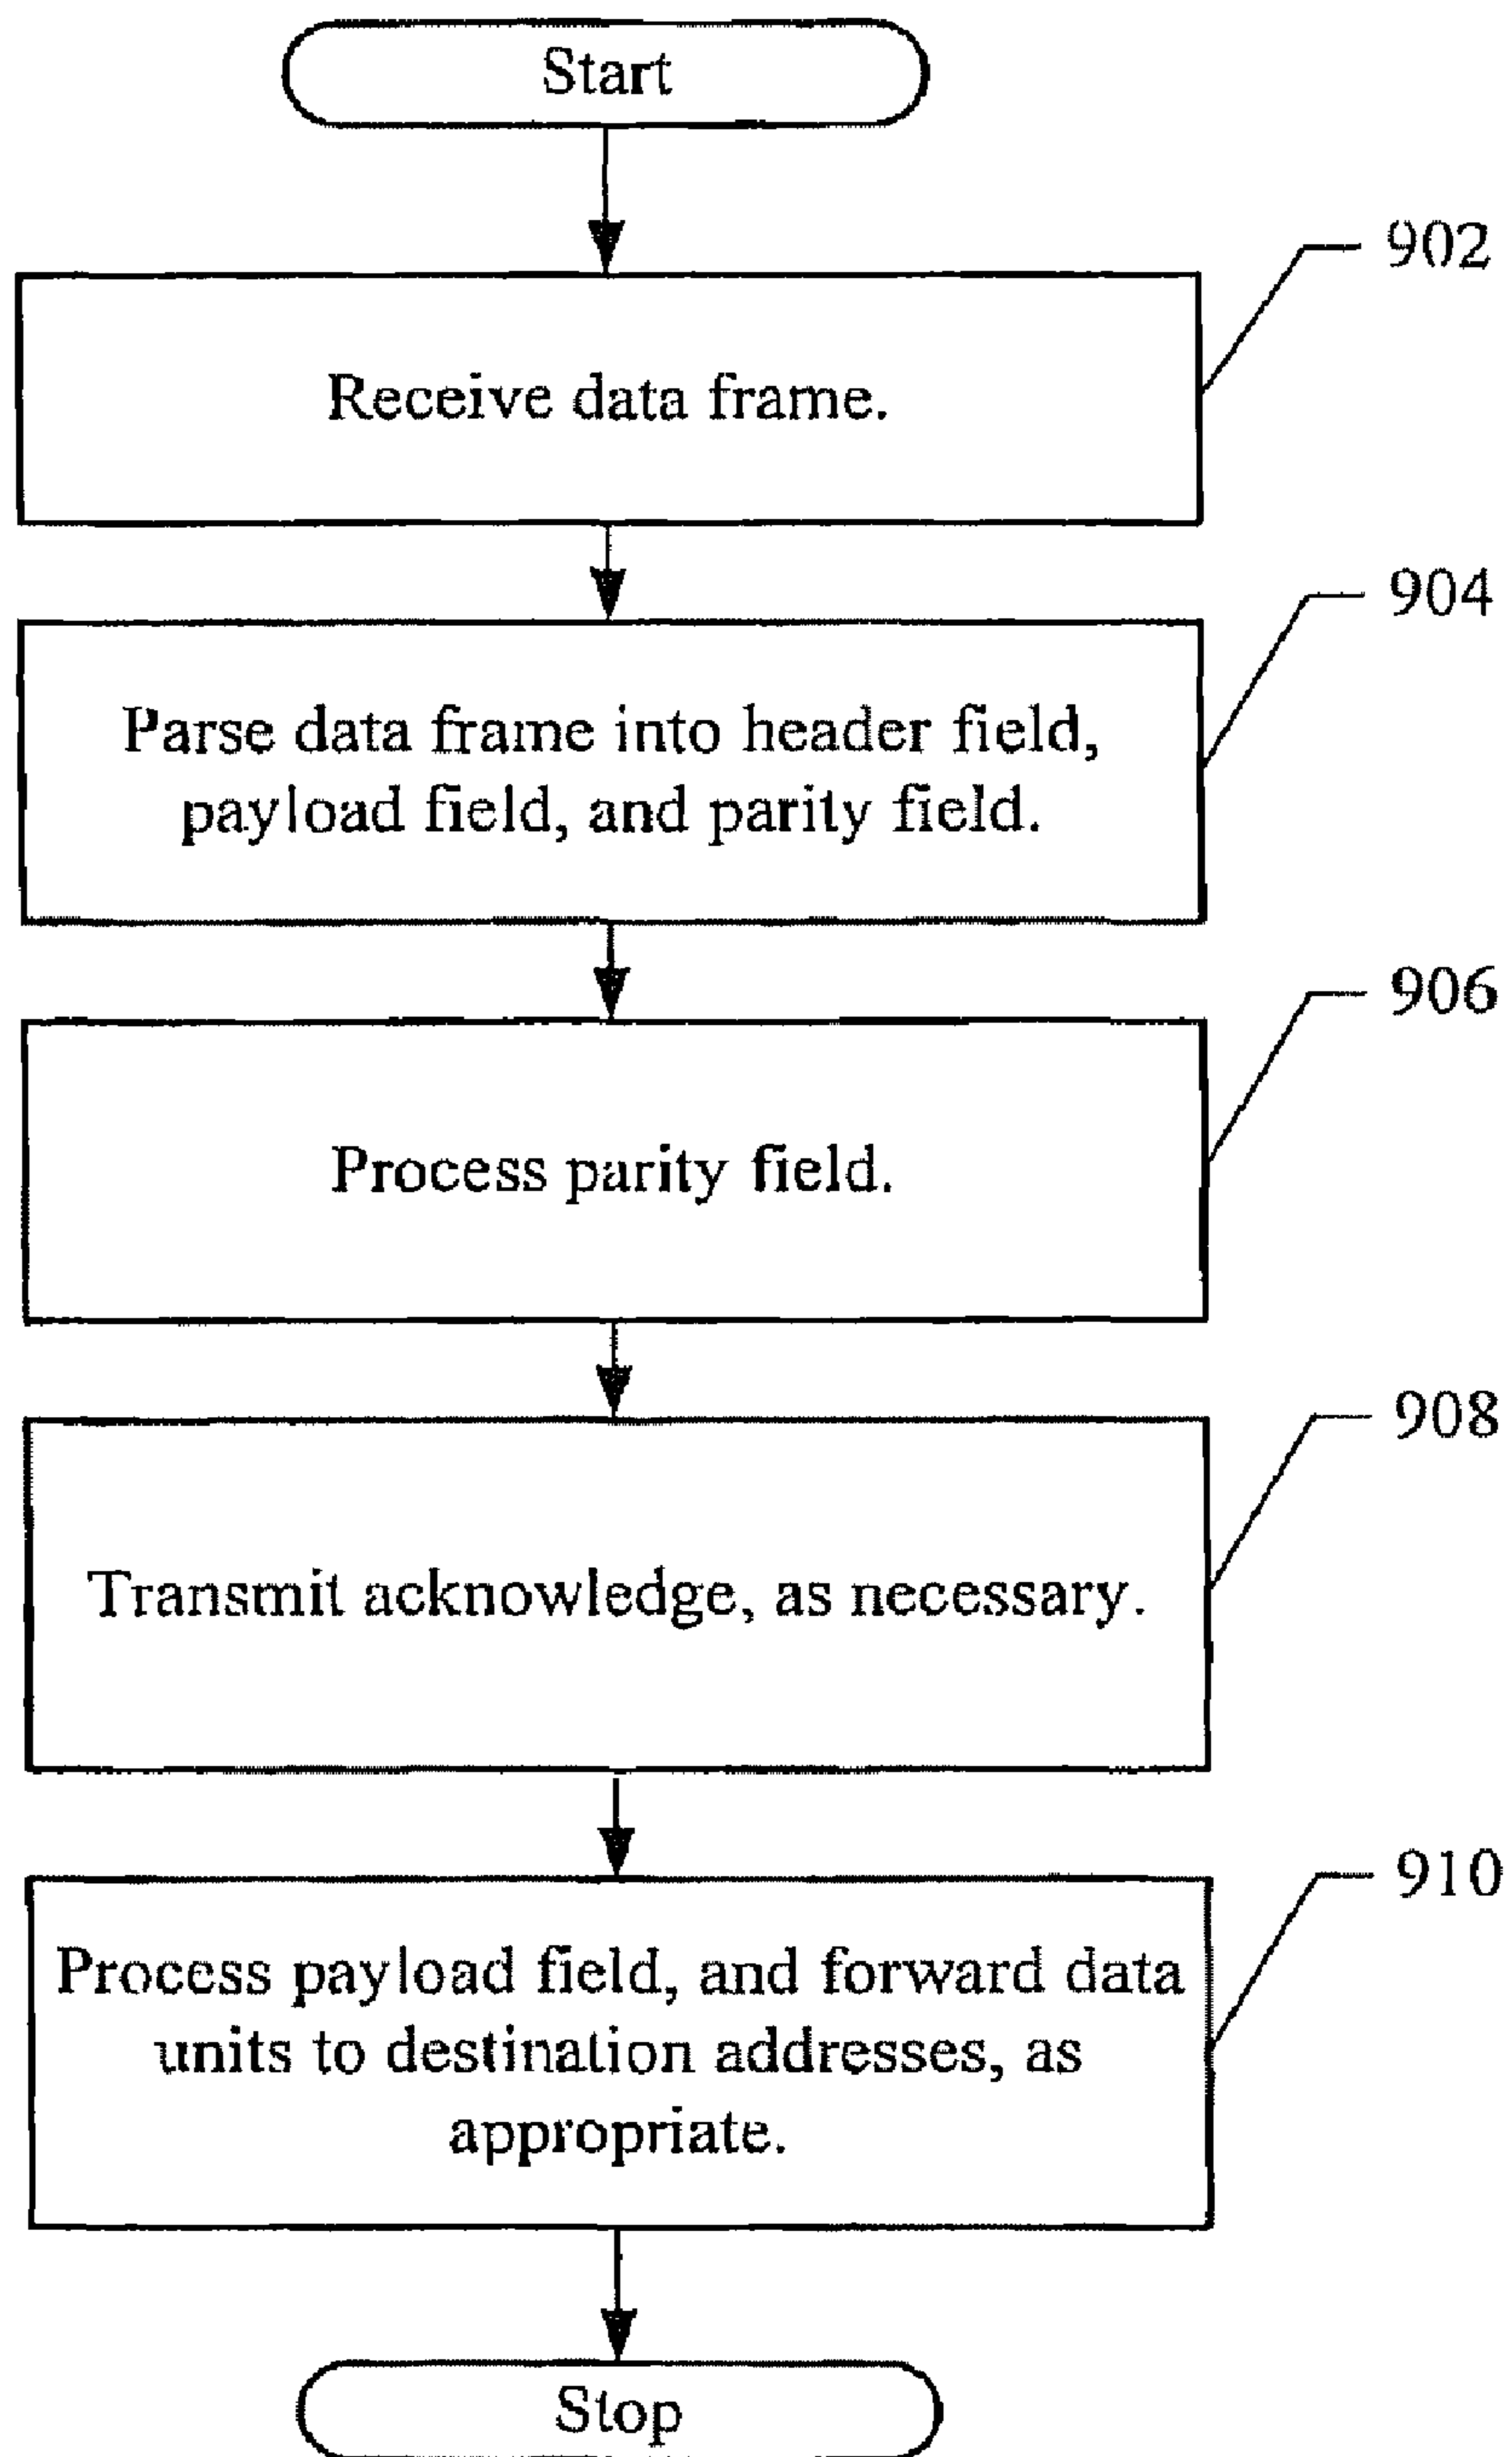 Start
902
Receive data frame.
904
Parse data frame into header field,
payload field, and parity field.
906
Process parity field.
908
Transmit acknowledge, as necessary.
910
Process payload field, and forward data
units to destination addresses, as
appropriate.
Stop